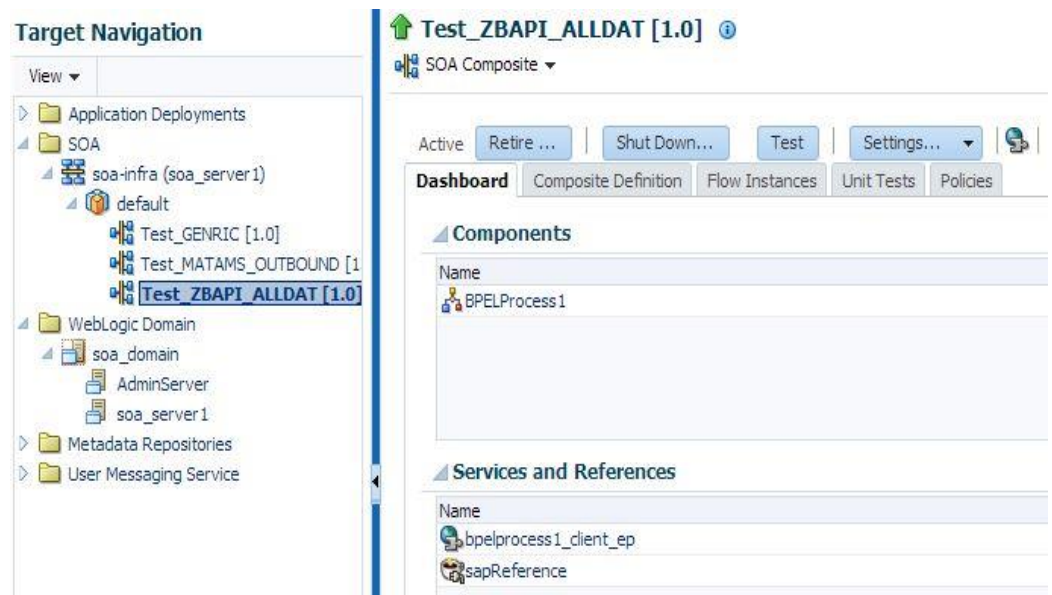 Target Navigation
View
Application Deployments
SOA
soa-infra (soa_server1)
default
Test_GENRIC [1.0]
Test_MATAMS_OUTBOUND [1
Test_ZBAPI_ALLDAT [1.0]
WebLogic Domain
soa_domain
AdminServer
soa_server1
Metadata Repositories
User Messaging Service
Test_ZBAPI_ALLDAT [1.0]
SOA Composite
Active Retire ... Shut Down... Test Settings...
Dashboard Composite Definition Flow Instances Unit Tests Policies
Components
Name
BPELProcess1
Services and References
Name
bpelprocess1_client_ep
sapReference